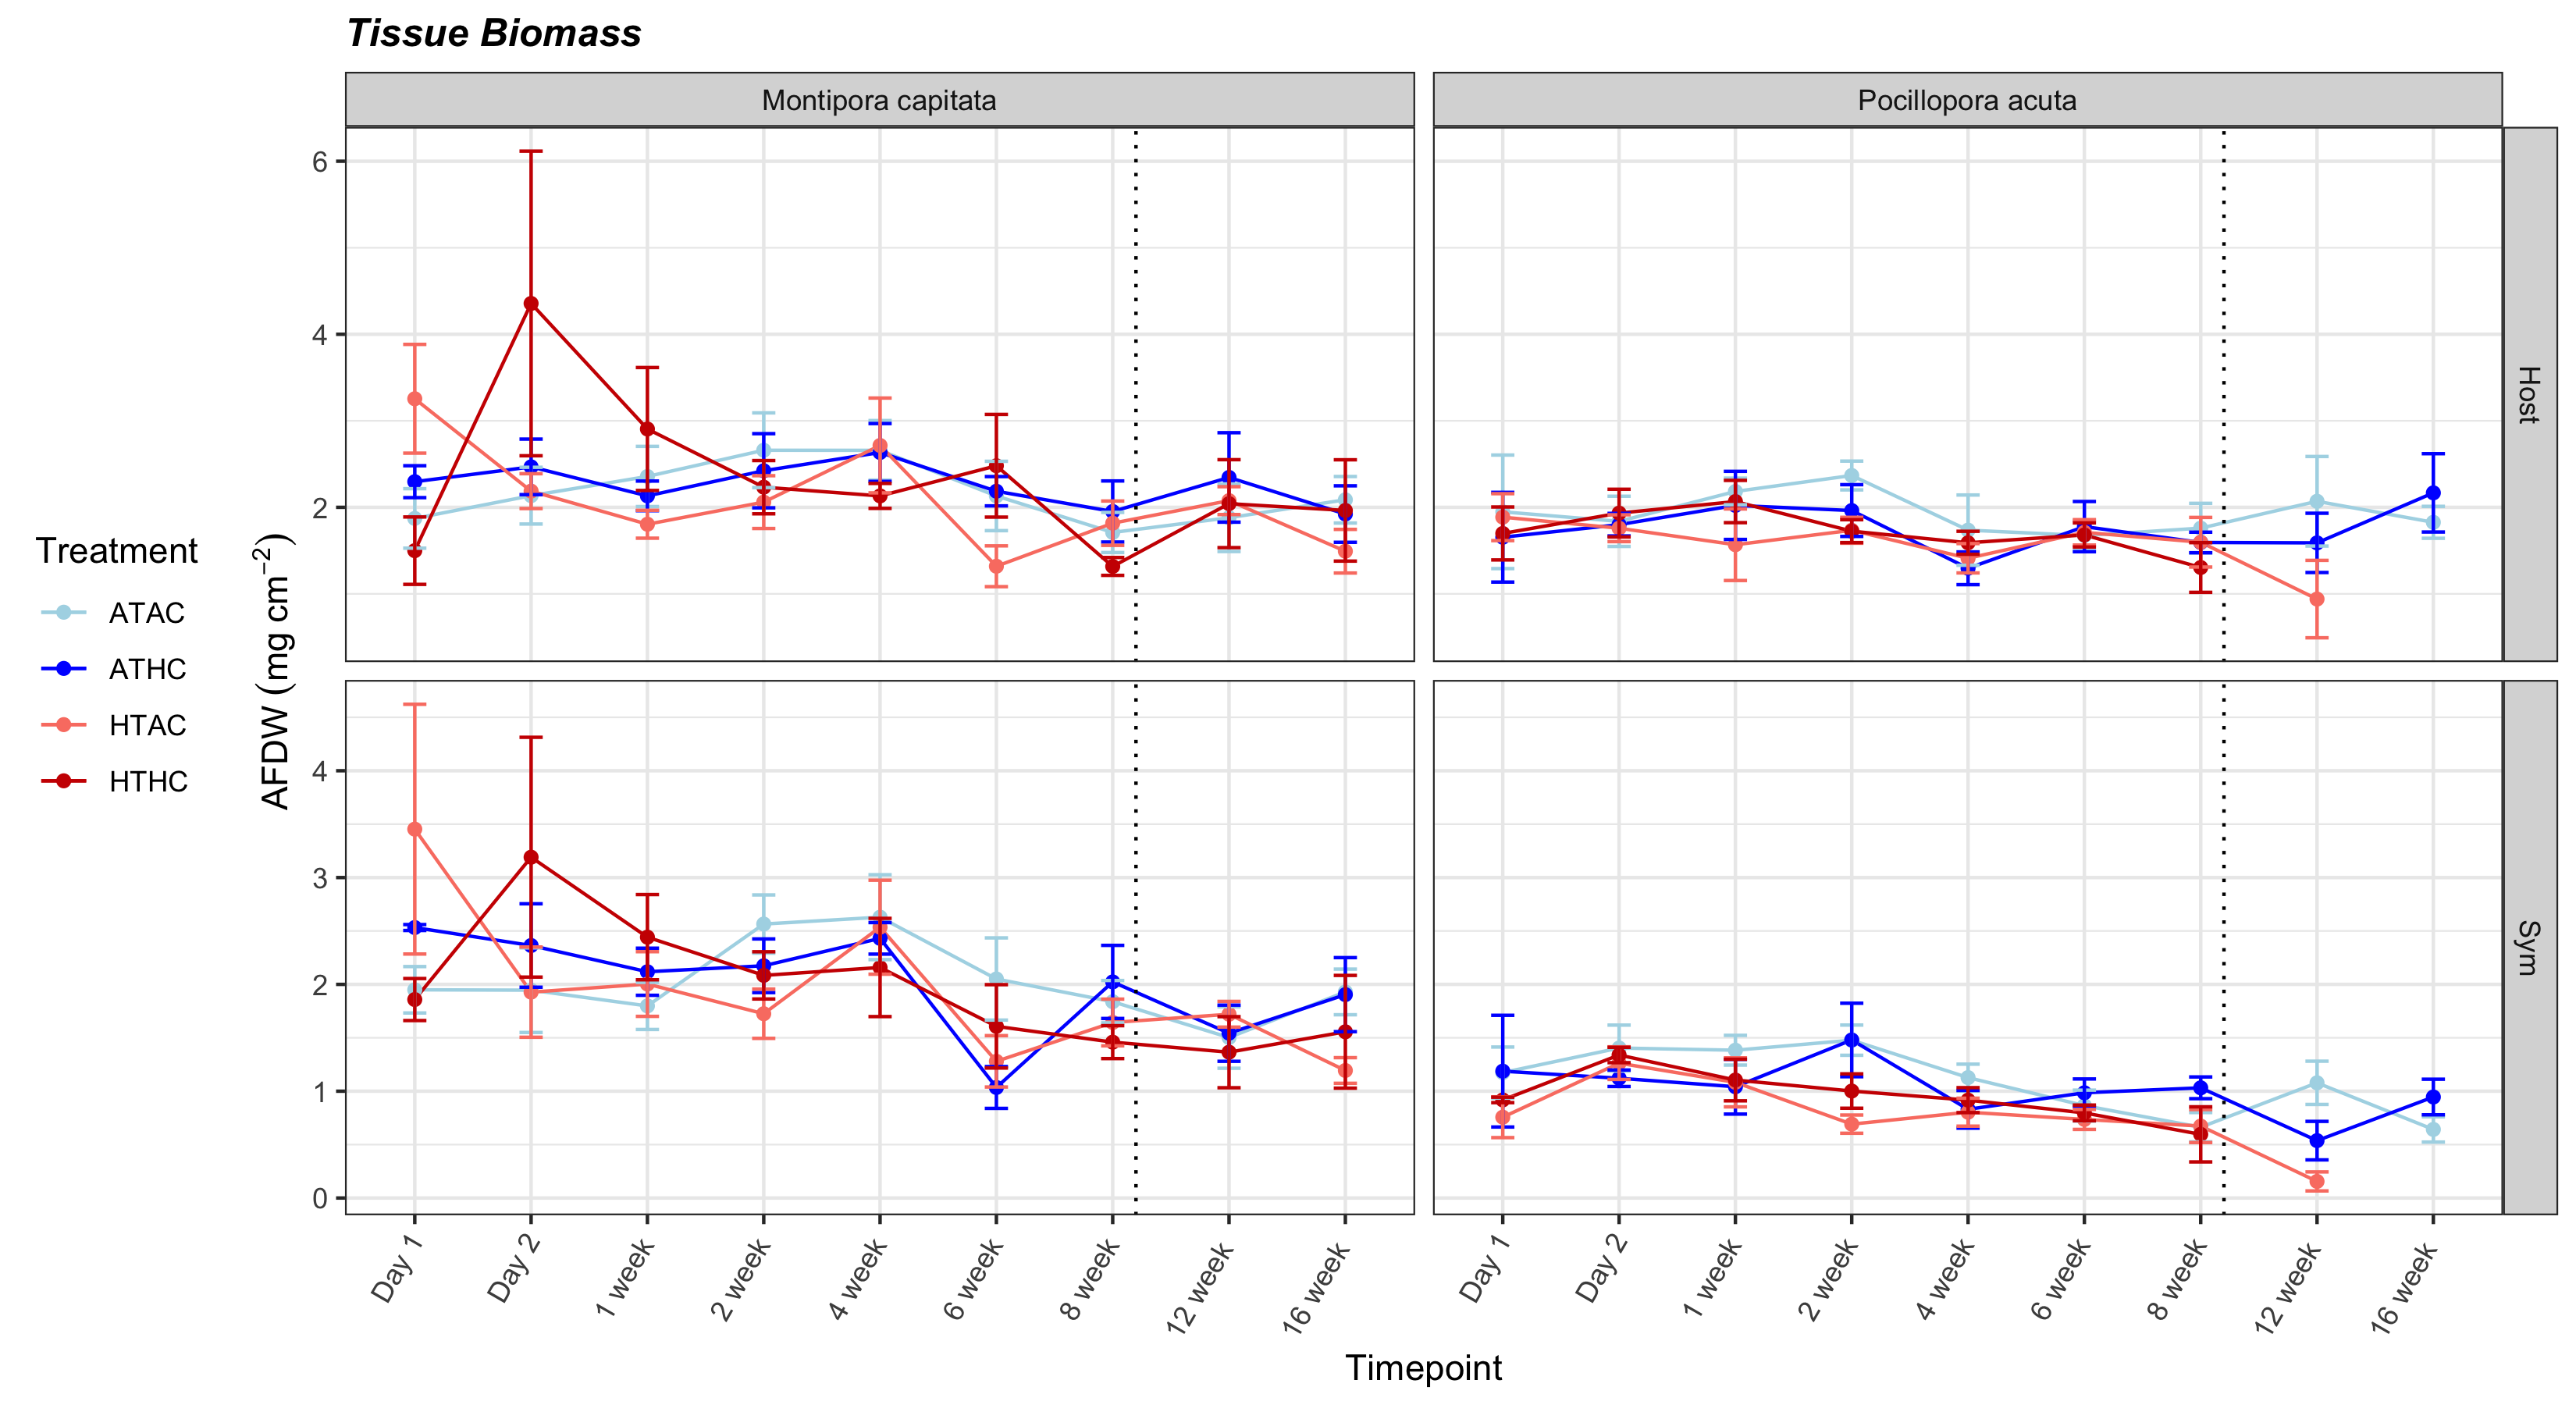 Tissue Biomass
Montipora capitata
Pocillopora acuta
Host
Sym
6
4
2
4
3
2
1
0
AFDW (mg cm⁻²)
Treatment
ATAC
ATHC
HTAC
HTHC
Day 1
Day 2
1 week
2 week
4 week
6 week
8 week
12 week
16 week
Day 1
Day 2
1 week
2 week
4 week
6 week
8 week
12 week
16 week
Timepoint